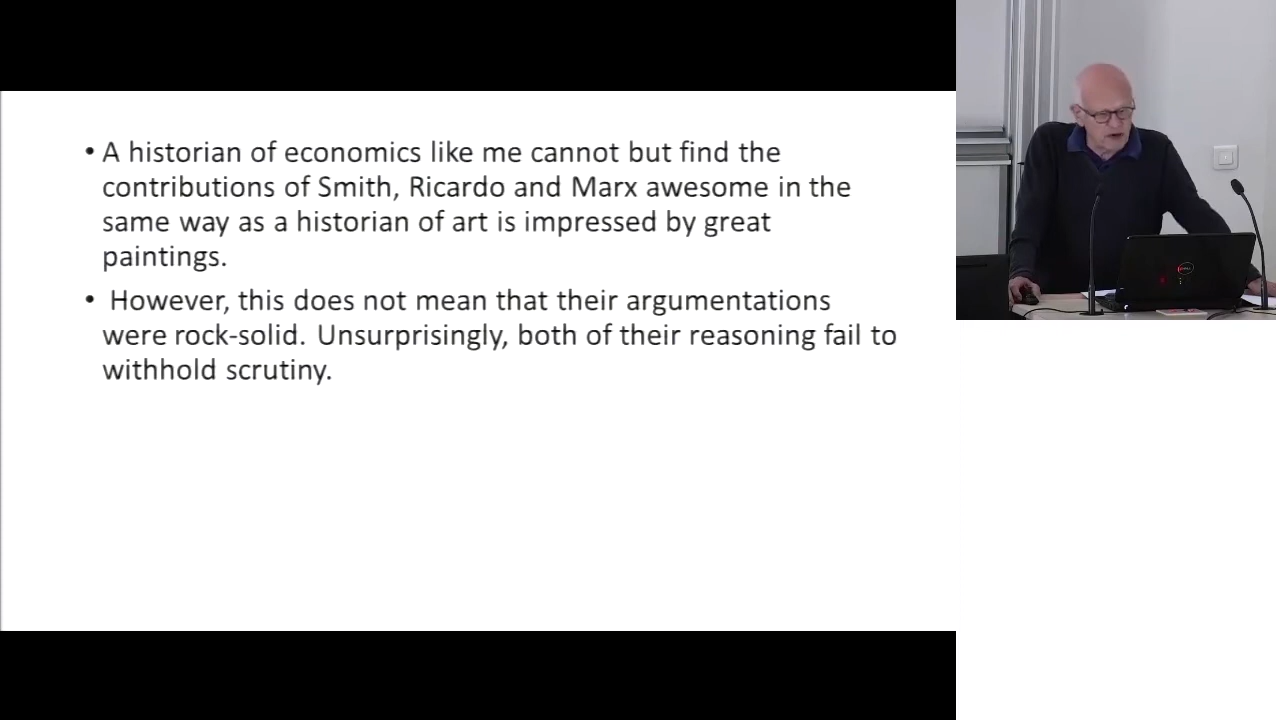 • A historian of economics like me cannot but find the
contributions of Smith, Ricardo and Marx awesome in the
same way as a historian of art is impressed by great
paintings.
• However, this does not mean that their argumentations
were rock-solid. Unsurprisingly, both of their reasoning fail to
withhold scrutiny.
DELL